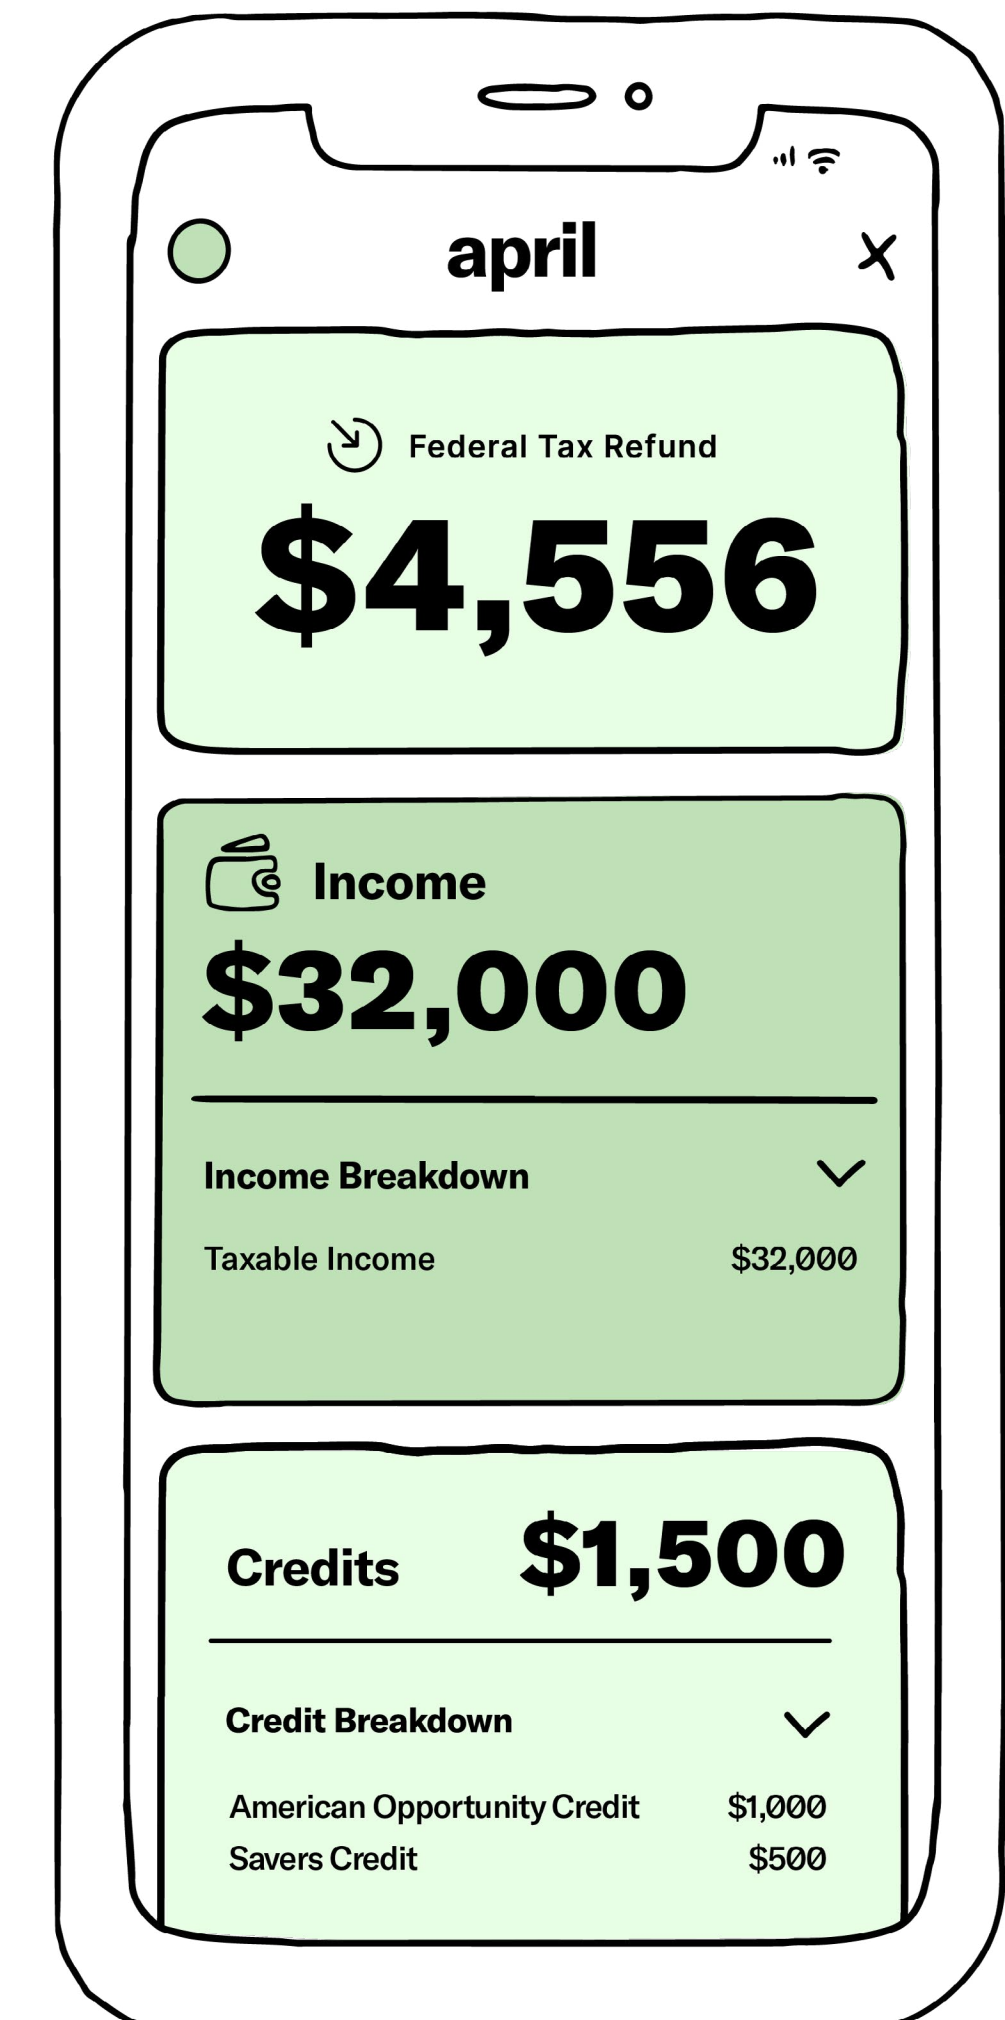 april
Federal Tax Refund
$4,556
Income
$32,000
Income Breakdown
Taxable Income $32,000
Credits $1,500
Credit Breakdown
American Opportunity Credit $1,000
Savers Credit $500